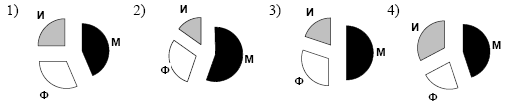 1) И М Ф
2) И М Ф
3) И М Ф
4) И М Ф